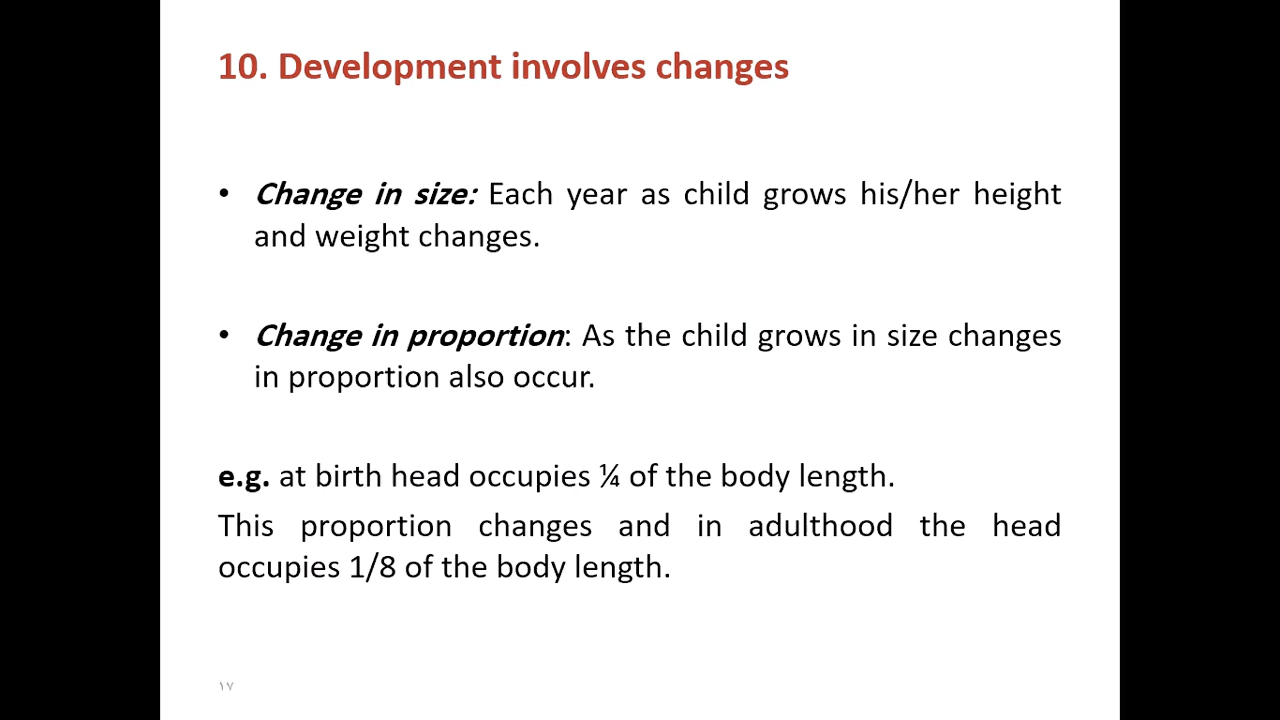 10. Development involves changes
• Change in size: Each year as child grows his/her height
and weight changes.
• Change in proportion: As the child grows in size changes
in proportion also occur.
e.g. at birth head occupies ¼ of the body length.
This proportion changes and in adulthood the head
occupies 1/8 of the body length.
١٧